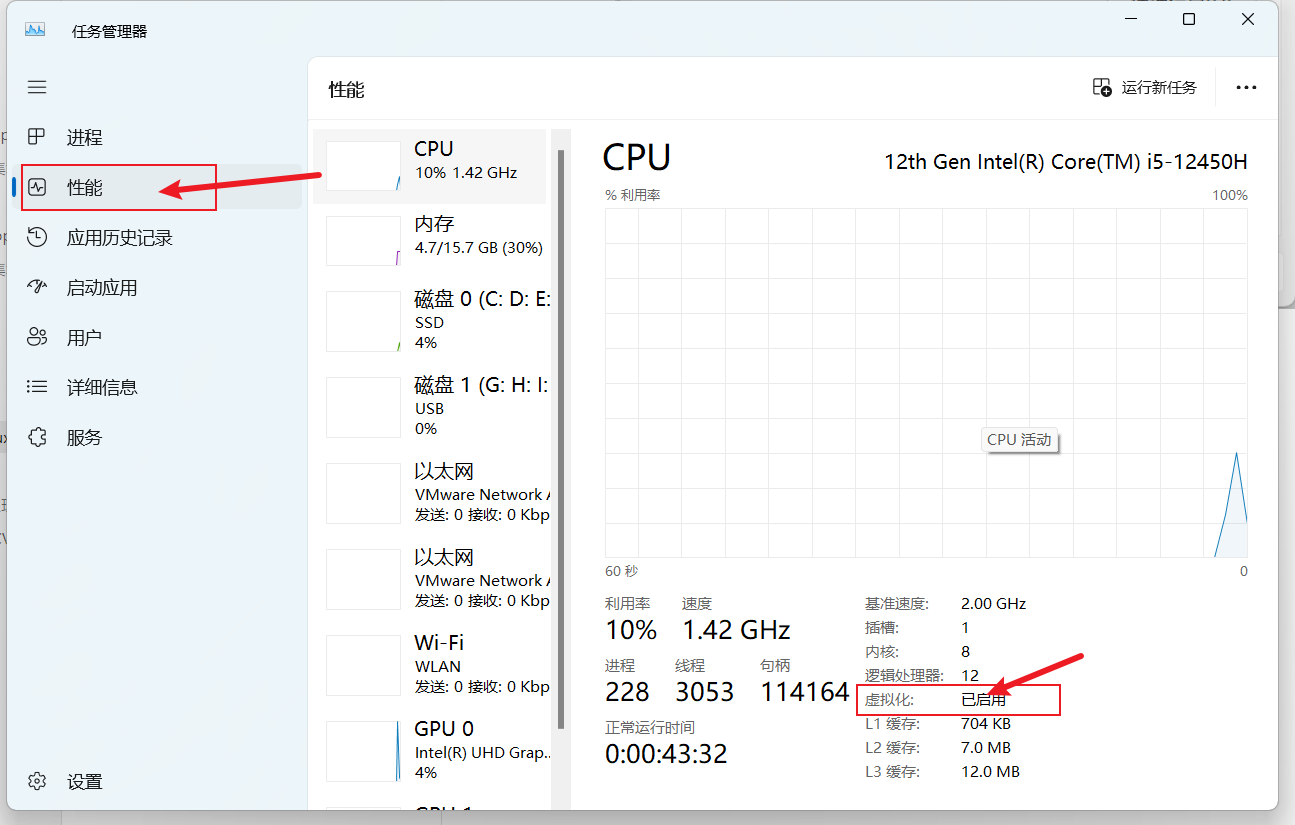 任务管理器
性能
运行新任务
进程
性能
应用历史记录
启动应用
用户
详细信息
服务
设置
CPU
10% 1.42 GHz
内存
4.7/15.7 GB (30%)
磁盘 0 (C: D: E:
SSD
4%
磁盘 1 (G: H: I:
USB
0%
以太网
VMware Network A
发送: 0 接收: 0 Kbp
以太网
VMware Network A
发送: 0 接收: 0 Kbp
Wi-Fi
WLAN
发送: 0 接收: 0 Kbp
GPU 0
Intel(R) UHD Grap...
4%
CPU
12th Gen Intel(R) Core(TM) i5-12450H
% 利用率
100%
CPU 活动
60 秒
0
利用率 速度
10% 1.42 GHz
进程 线程 句柄
228 3053 114164
正常运行时间
0:00:43:32
基准速度: 2.00 GHz
插槽: 1
内核: 8
逻辑处理器: 12
虚拟化: 已启用
L1 缓存: 704 KB
L2 缓存: 7.0 MB
L3 缓存: 12.0 MB